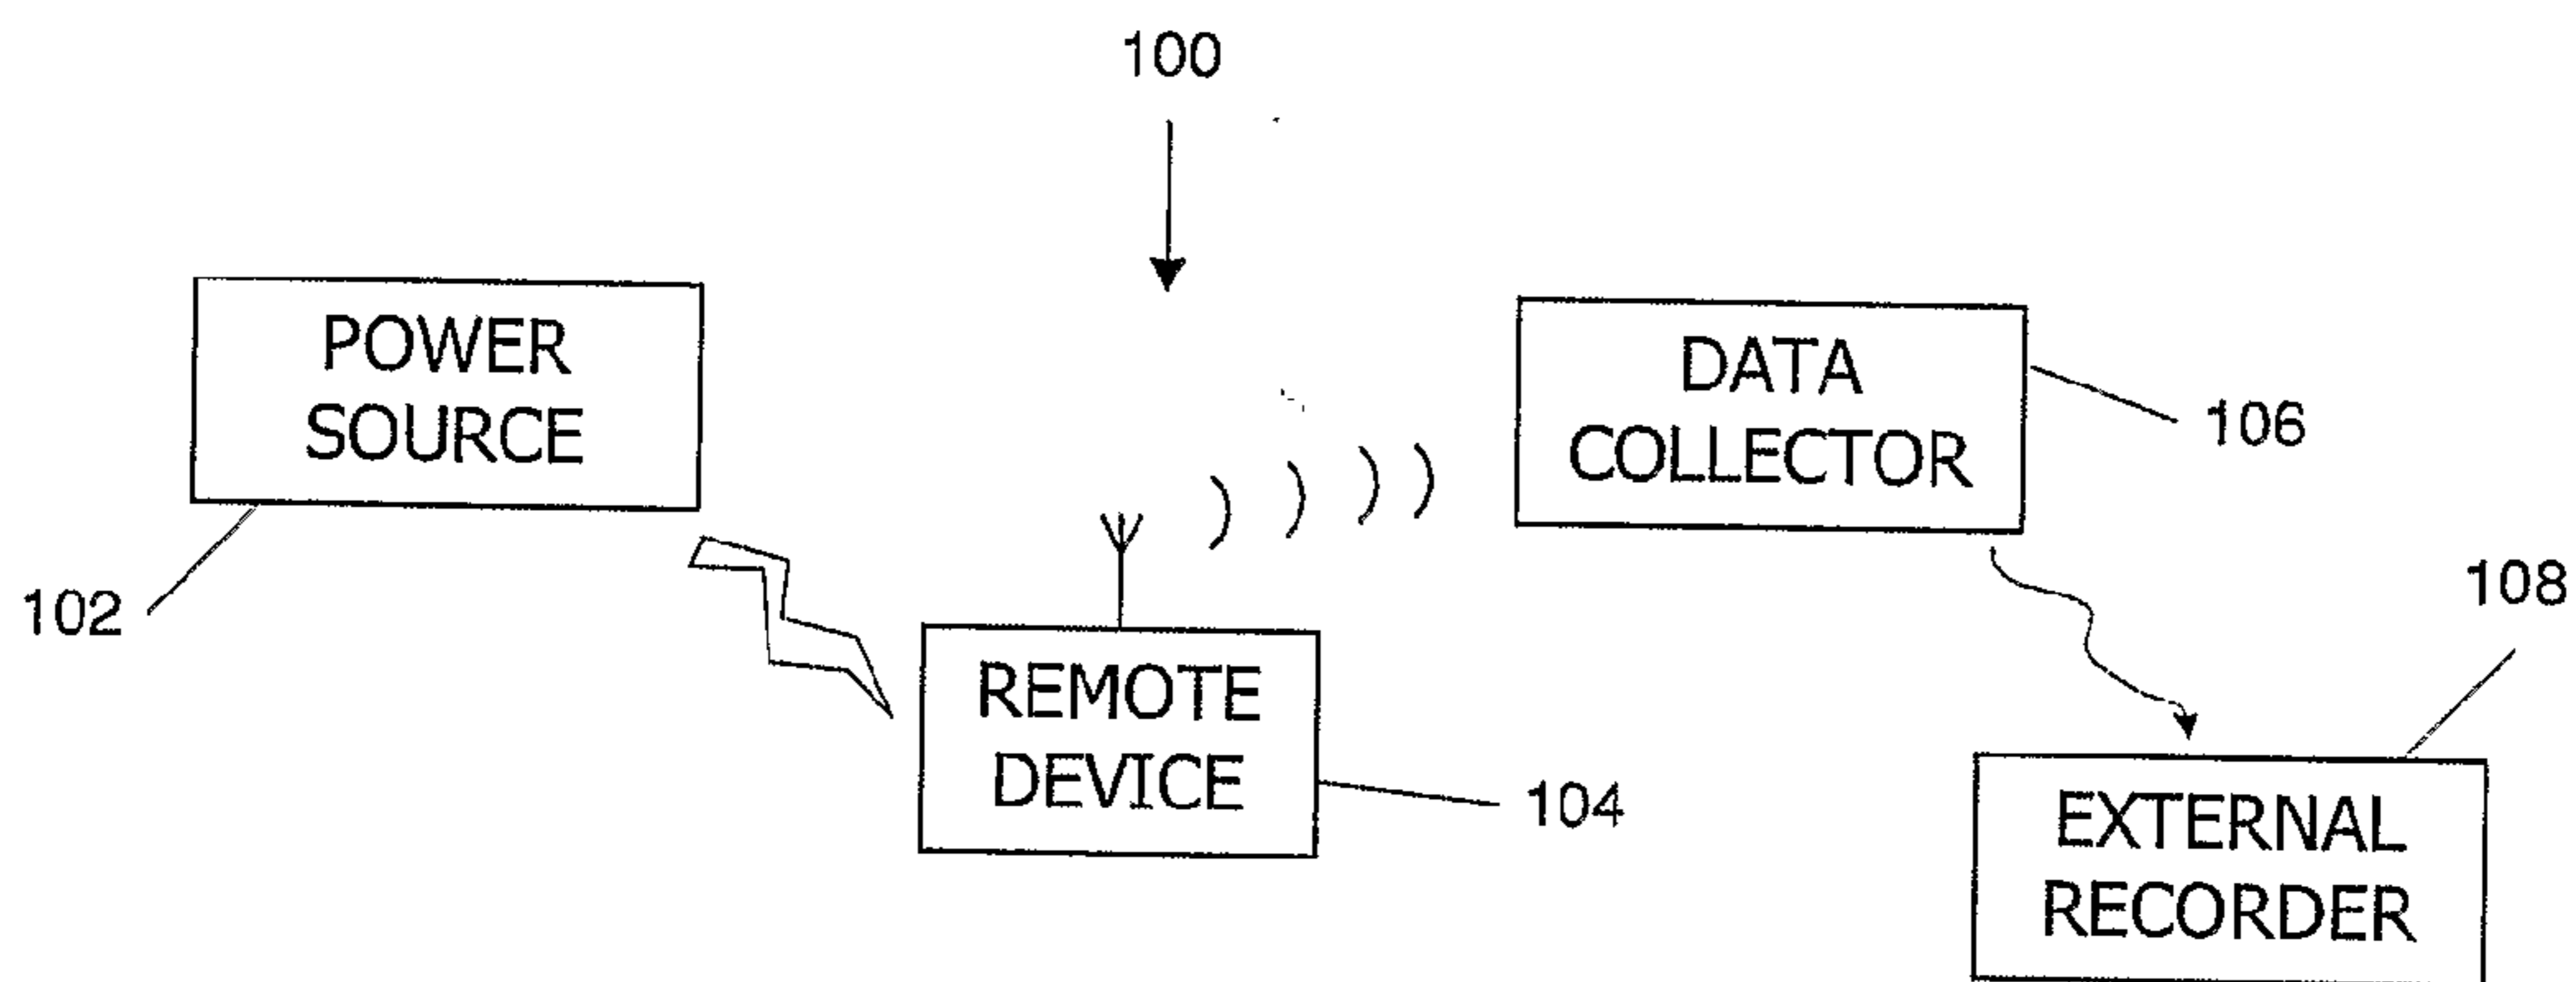 100
POWER
SOURCE
102
DATA
COLLECTOR
106
REMOTE
DEVICE
104
108
EXTERNAL
RECORDER